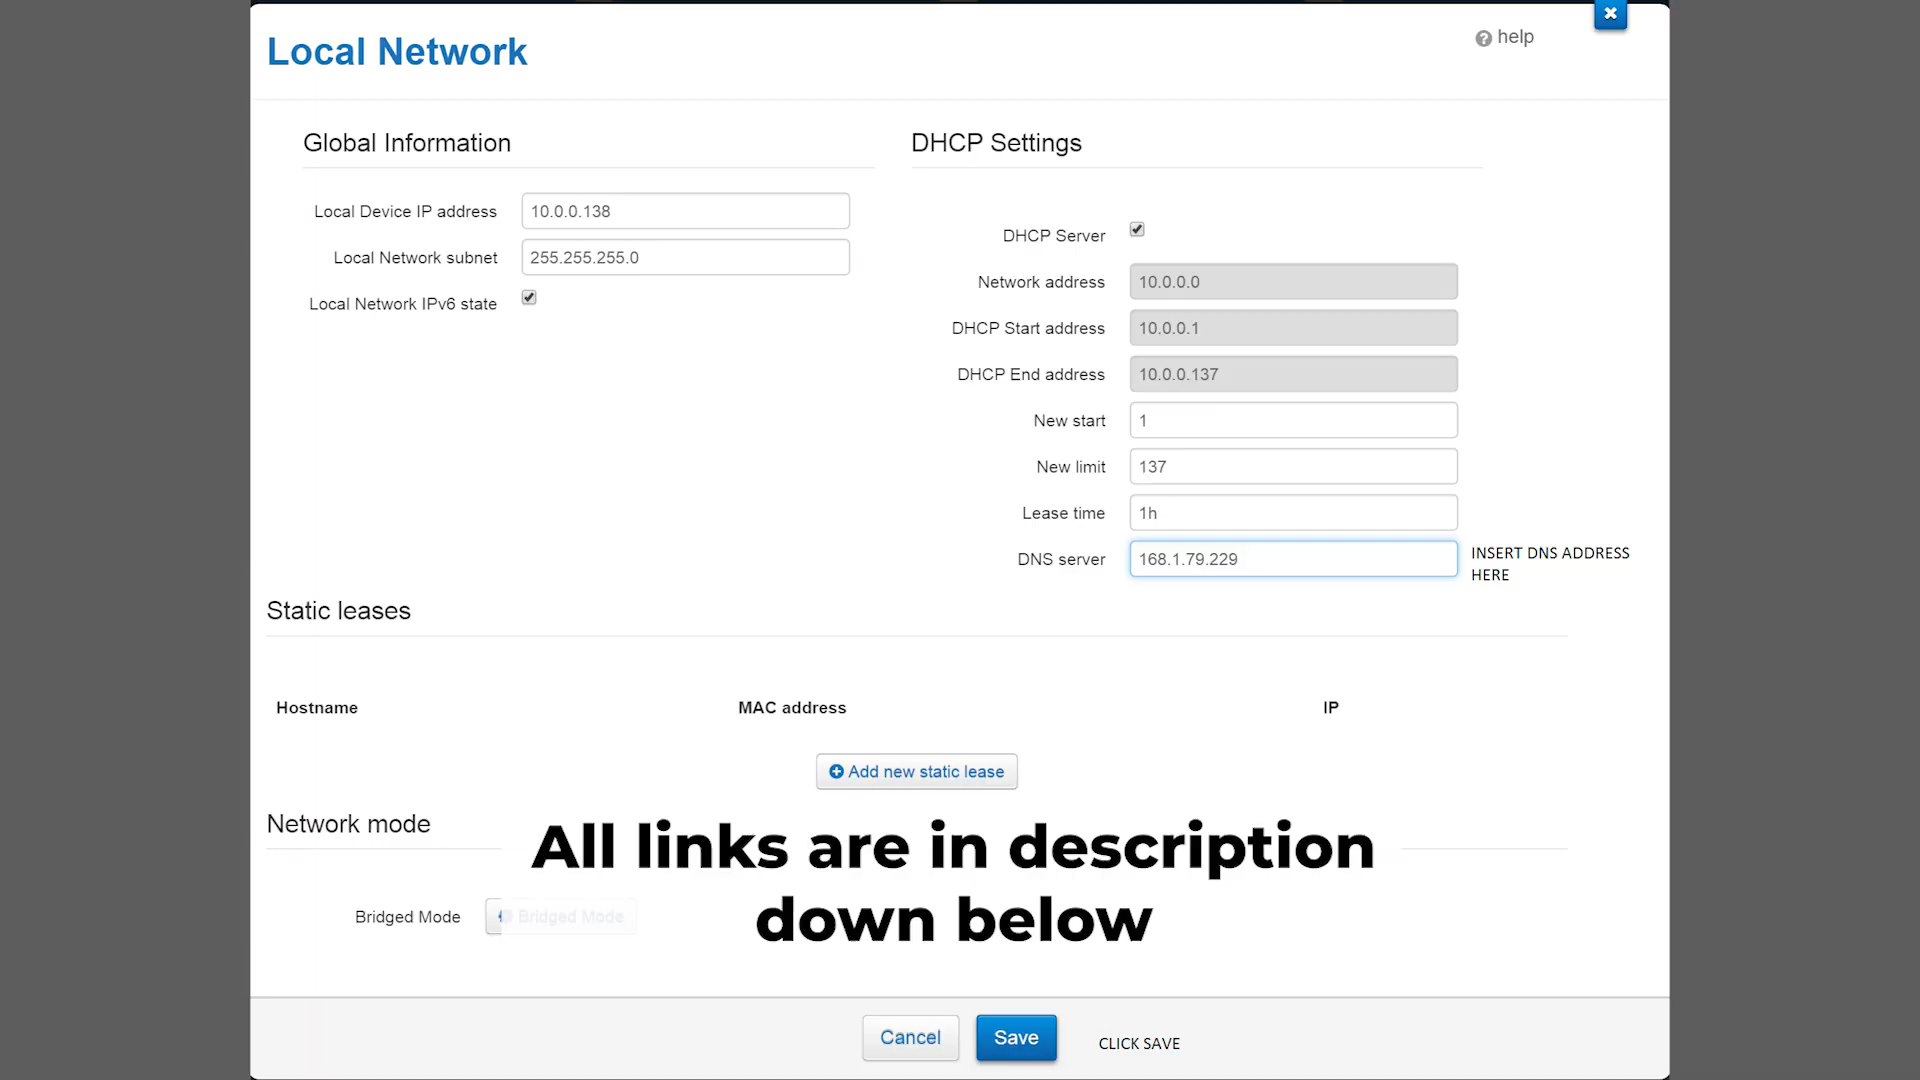 Local Network
help
Global Information
DHCP Settings
Local Device IP address 10.0.0.138
Local Network subnet 255.255.255.0
Local Network IPv6 state
DHCP Server
Network address 10.0.0.0
DHCP Start address 10.0.0.1
DHCP End address 10.0.0.137
New start 1
New limit 137
Lease time 1h
DNS server 168.1.79.229
INSERT DNS ADDRESS
HERE
Static leases
Hostname MAC address IP
Add new static lease
Network mode
All links are in description
down below
Bridged Mode Bridged Mode
Cancel Save CLICK SAVE